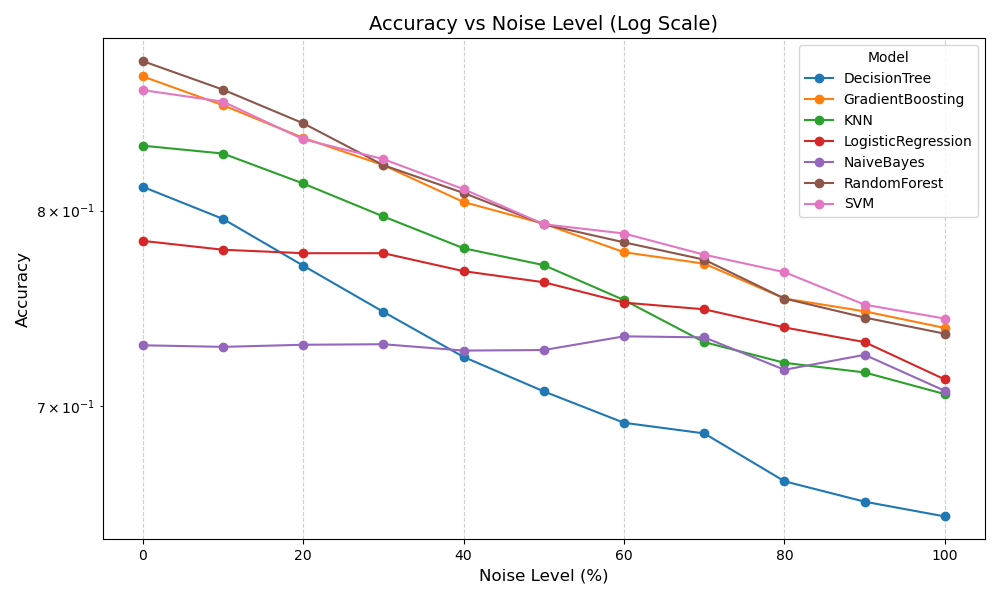 Accuracy vs Noise Level (Log Scale)
Model
DecisionTree
GradientBoosting
KNN
LogisticRegression
NaiveBayes
RandomForest
SVM
Accuracy
8 × 10⁻¹
7 × 10⁻¹
0 20 40 60 80 100
Noise Level (%)